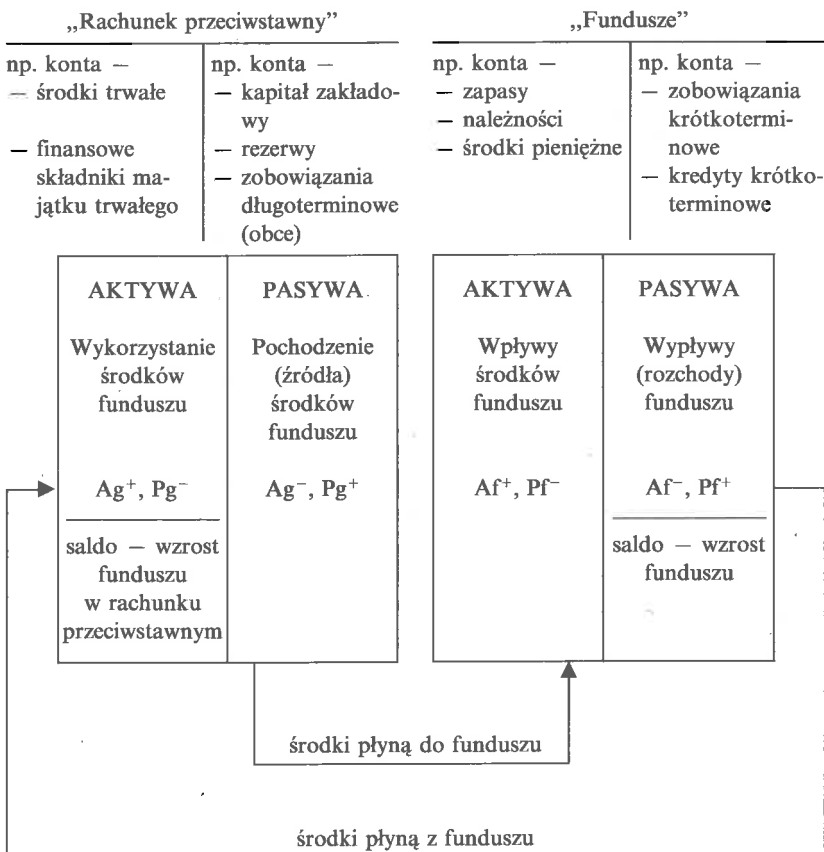 „Rachunek przeciwstawny”
np. konta —
— środki trwałe
— finansowe
składniki ma-
jątku trwałego
np. konta —
— kapitał zakłado-
wy
— rezerwy
— zobowiązania
długoterminowe
(obce)
AKTYWA
Wykorzystanie
środków
funduszu
Ag⁺, Pg⁻
saldo — wzrost
funduszu
w rachunku
przeciwstawnym
PASYWA
Pochodzenie
(źródła)
środków
funduszu
Ag⁻, Pg⁺
„Fundusze”
np. konta —
— zapasy
— należności
— środki pieniężne
np. konta —
— zobowiązania
krótkotermi-
nowe
— kredyty krótko-
terminowe
AKTYWA
Wpływy
środków
funduszu
Af⁺, Pf⁻
PASYWA
Wypływy
(rozchody)
funduszu
Af⁻, Pf⁺
saldo — wzrost
funduszu
środki płyną do funduszu
środki płyną z funduszu